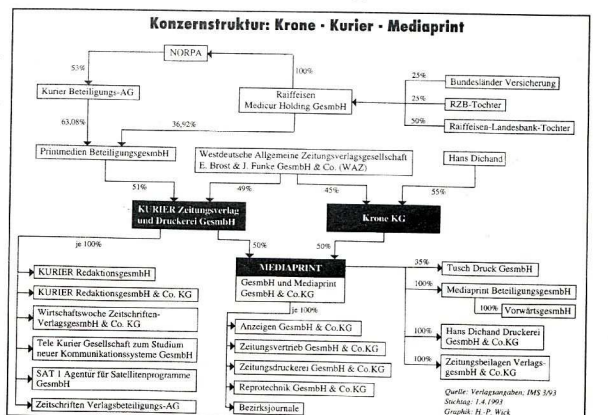 Konzernstruktur: Krone - Kurier - Mediaprint
NORPA
53%
100%
Kurier Beteiligungs-AG
Raiffeisen
Medicur Holding GesmbH
25%
Bundesländer Versicherung
25%
RZB-Tochter
50%
Raiffeisen-Landesbank-Tochter
63,08%
36,92%
Printmedien BeteiligungsgesmbH
Westdeutsche Allgemeine Zeitungsverlagsgesellschaft
E. Brost & J. Funke GesmbH & Co. (WAZ)
Hans Dichand
51%
49%
45%
55%
KURIER Zeitungsverlag
und Druckerei GesmbH
Krone KG
je 100%
50%
50%
KURIER RedaktionsgesmbH
KURIER RedaktionsgesmbH & Co. KG
Wirtschaftswoche Zeitschriften-
VerlagsgesmbH & Co.KG
Tele Kurier Gesellschaft zum Studium
neuer Kommunikationssysteme GesmbH
SAT 1 Agentur für Satellitenprogramme
GesmbH
Zeitschriften Verlagsbeteiligungs-AG
MEDIAPRINT
GesmbH und Mediaprint
GesmbH & Co.KG
je 100%
Anzeigen GesmbH & Co.KG
Zeitungsvertrieb GesmbH & Co.KG
Zeitungsdruckerei GesmbH & Co.KG
Reprotechnik GesmbH & Co.KG
Bezirksjournale
35%
Tusch Druck GesmbH
100%
Mediaprint BeteiligungsgesmbH
100%
VorwärtsgesmbH
100%
Hans Dichand Druckerei
GesmbH & Co.KG
100%
Zeitungsbeilagen Verlags-
gesmbH & Co.KG
Quelle: Verlagsangaben, IMS 3/93
Stichtag: 1.4.1993
Graphik: H.-P. Wick